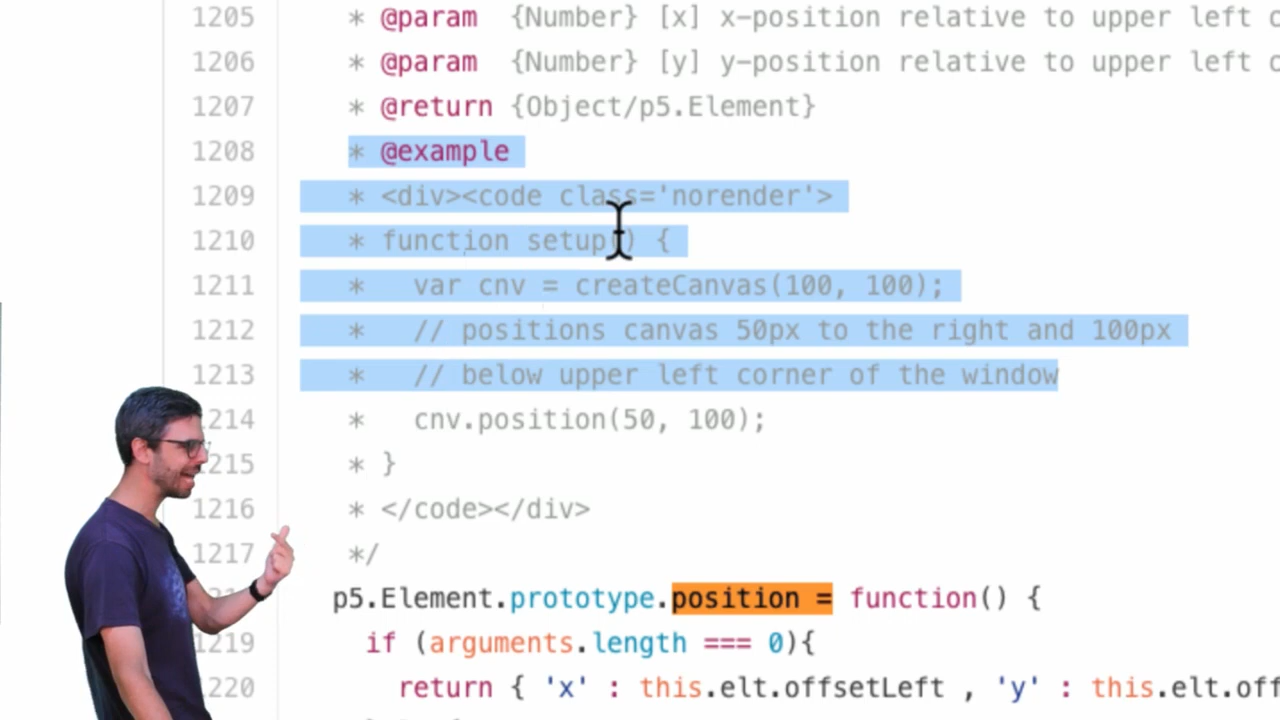 1205 * @param {Number} [x] x-position relative to upper left
1206 * @param {Number} [y] y-position relative to upper left
1207 * @return {Object/p5.Element}
1208 * @example
1209 * <div><code class='norender'>
1210 * function setup() {
1211 * var cnv = createCanvas(100, 100);
1212 * // positions canvas 50px to the right and 100px
1213 * // below upper left corner of the window
1214 * cnv.position(50, 100);
1215 * }
1216 * </code></div>
1217 */
p5.Element.prototype.position = function() {
1219 if (arguments.length === 0){
1220 return { 'x' : this.elt.offsetLeft , 'y' : this.elt.off